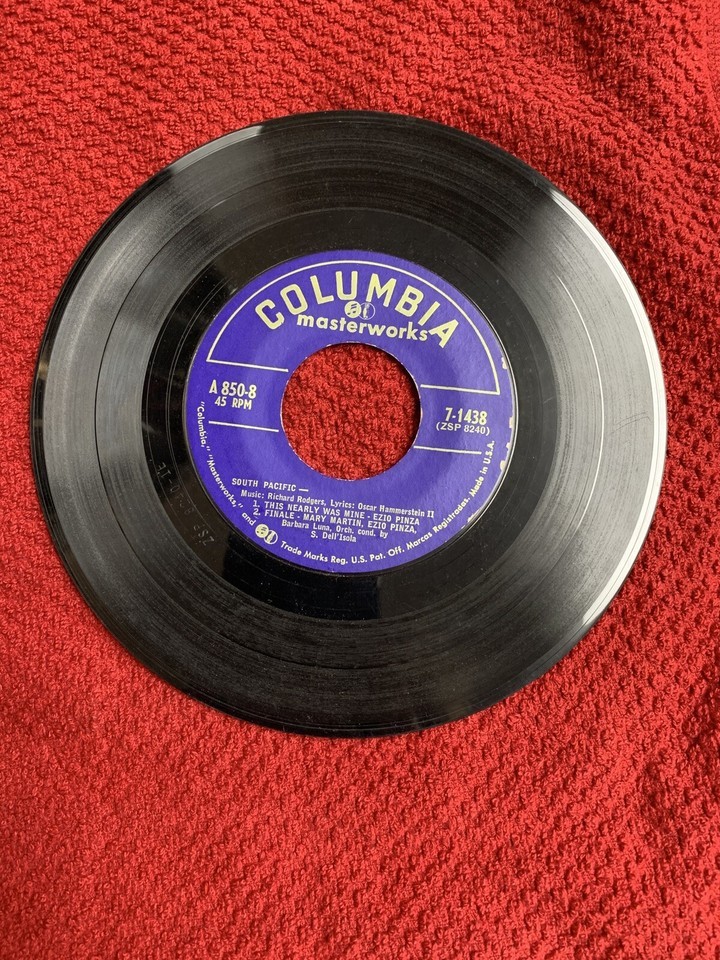 COLUMBIA
masterworks
A 850-8
45 RPM
7-1438
(ZSP 8240)
SOUTH PACIFIC —
Music: Richard Rodgers, Lyrics: Oscar Hammerstein II
1. THIS NEARLY WAS MINE - EZIO PINZA
2. FINALE - MARY MARTIN, EZIO PINZA,
Barbara Luna, Orch. cond. by
S. Dell'Isola
"Columbia," "Masterworks," and Trade Marks Reg. U.S. Pat. Off. Marcas Registradas. Made in U.S.A.